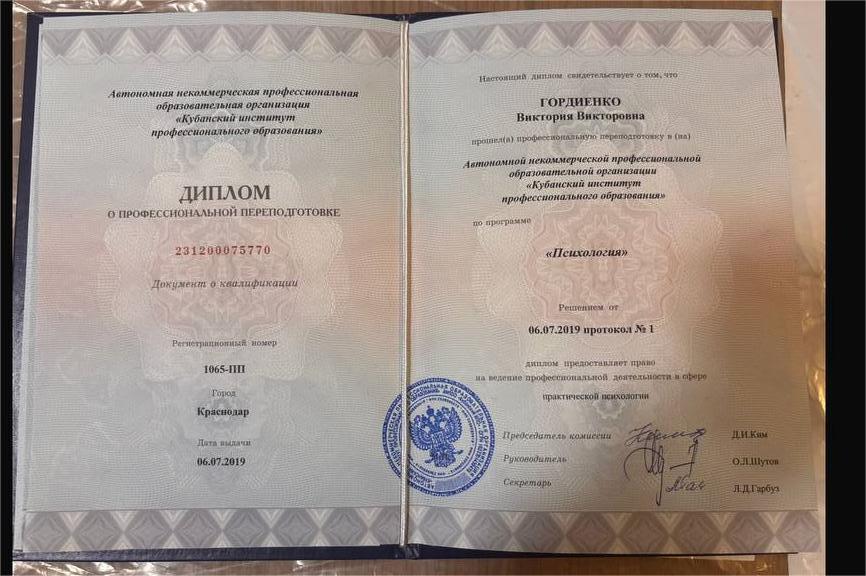 Автономная некоммерческая профессиональная
образовательная организация
«Кубанский институт
профессионального образования»
ДИПЛОМ
О ПРОФЕССИОНАЛЬНОЙ ПЕРЕПОДГОТОВКЕ
231200075770
Документ о квалификации
Регистрационный номер
1065-ПП
Город
Краснодар
Дата выдачи
06.07.2019
Настоящий диплом свидетельствует о том, что
ГОРДИЕНКО
Виктория Викторовна
прошел(а) профессиональную переподготовку в (на)
Автономной некоммерческой профессиональной
образовательной организации
«Кубанский институт
профессионального образования»
по программе
«Психология»
Решением от
06.07.2019 протокол № 1
диплом предоставляет право
на ведение профессиональной деятельности в сфере
практической психологии
Председатель комиссии Д.И.Ким
Руководитель О.Л.Шутов
Секретарь Л.Д.Гарбуз